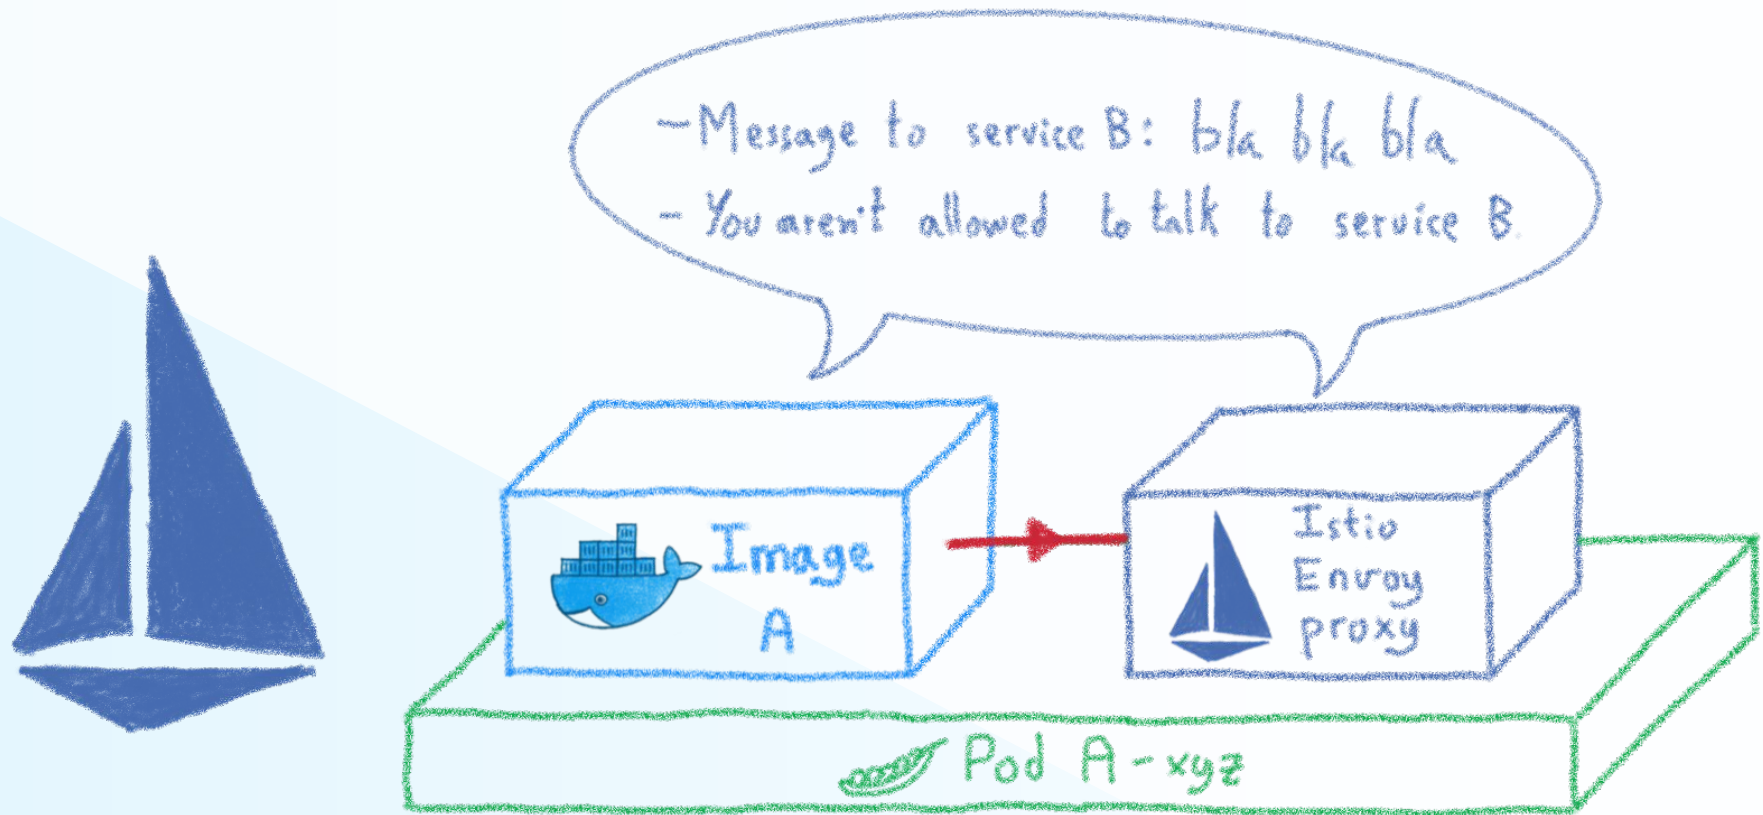 -Message to service B: bla bla bla
- You aren't allowed to talk to service B.
Image
A
Istio
Envoy
proxy
Pod A-xyz